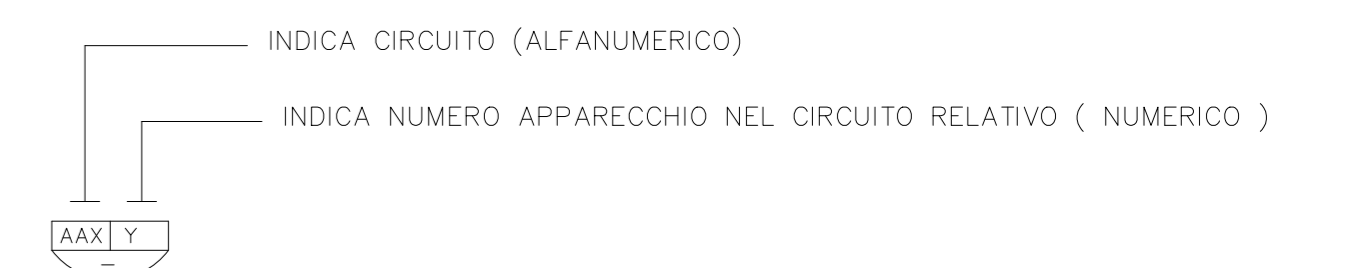 INDICA CIRCUITO (ALFANUMERICO)
INDICA NUMERO APPARECCHIO NEL CIRCUITO RELATIVO ( NUMERICO )
AAX Y